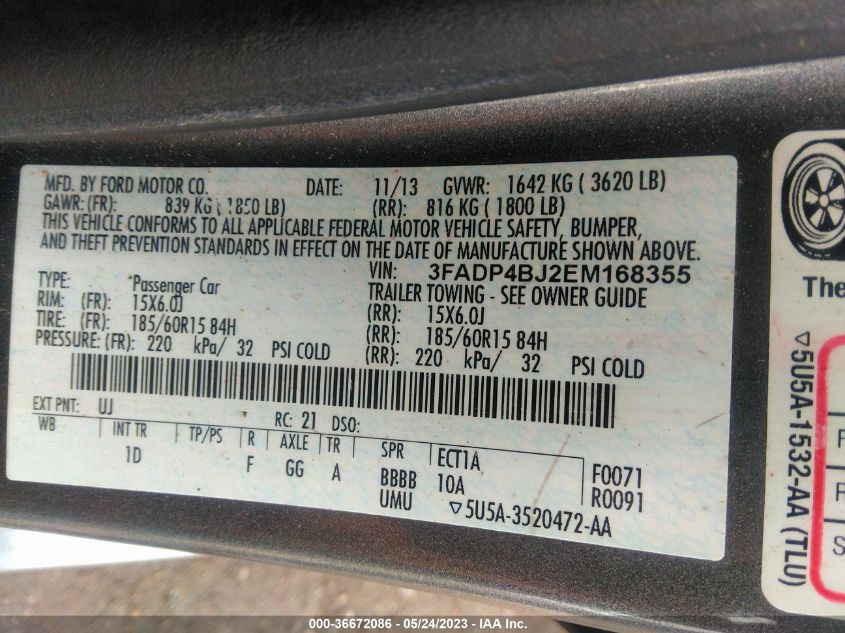 MFD. BY FORD MOTOR CO. DATE: 11/13 GVWR: 1642 KG ( 3620 LB)
GAWR: (FR): 839 KG ( 1850 LB) (RR): 816 KG ( 1800 LB)
THIS VEHICLE CONFORMS TO ALL APPLICABLE FEDERAL MOTOR VEHICLE SAFETY, BUMPER,
AND THEFT PREVENTION STANDARDS IN EFFECT ON THE DATE OF MANUFACTURE SHOWN ABOVE.
VIN: 3FADP4BJ2EM168355
TYPE: *Passenger Car TRAILER TOWING - SEE OWNER GUIDE
RIM: (FR): 15X6.0J (RR): 15X6.0J
TIRE: (FR): 185/60R15 84H (RR): 185/60R15 84H
PRESSURE: (FR): 220 kPa/ 32 PSI COLD (RR): 220 kPa/ 32 PSI COLD
EXT PNT: UJ RC: 21 DSO:
WB INT TR TP/PS R AXLE TR SPR ECT1A F0071
1D F GG A BBBB 10A R0091
UMU ▽5U5A-3520472-AA
The
▽5U5A-1532-AA (TLU)
F
R
S
000-36672086 - 05/24/2023 - IAA Inc.